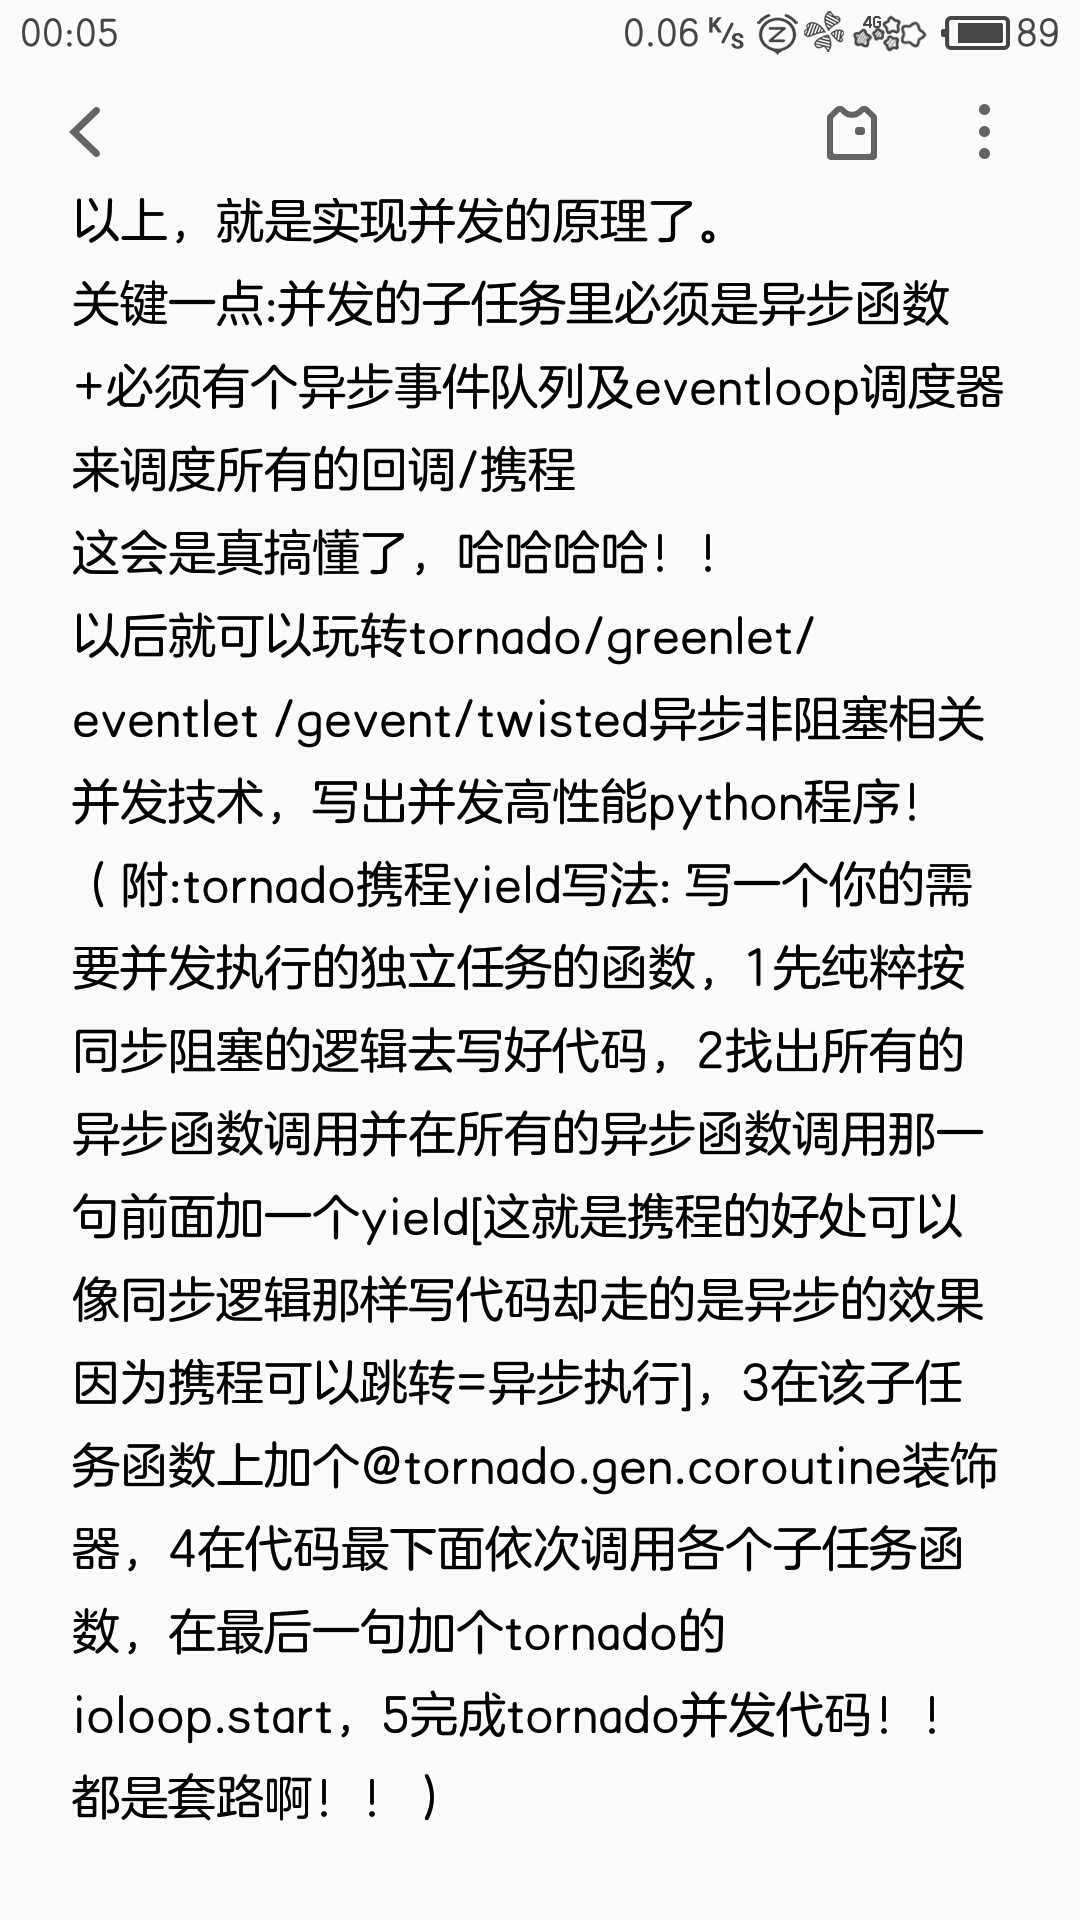 00:05 0.06 K/s 4G 89
以上，就是实现并发的原理了。
关键一点:并发的子任务里必须是异步函数
+必须有个异步事件队列及eventloop调度器
来调度所有的回调/携程
这会是真搞懂了，哈哈哈哈！！
以后就可以玩转tornado/greenlet/
eventlet /gevent/twisted异步非阻塞相关
并发技术，写出并发高性能python程序！
（附:tornado携程yield写法: 写一个你的需
要并发执行的独立任务的函数，1先纯粹按
同步阻塞的逻辑去写好代码，2找出所有的
异步函数调用并在所有的异步函数调用那一
句前面加一个yield[这就是携程的好处可以
像同步逻辑那样写代码却走的是异步的效果
因为携程可以跳转=异步执行]，3在该子任
务函数上加个@tornado.gen.coroutine装饰
器，4在代码最下面依次调用各个子任务函
数，在最后一句加个tornado的
ioloop.start，5完成tornado并发代码！！
都是套路啊！！）